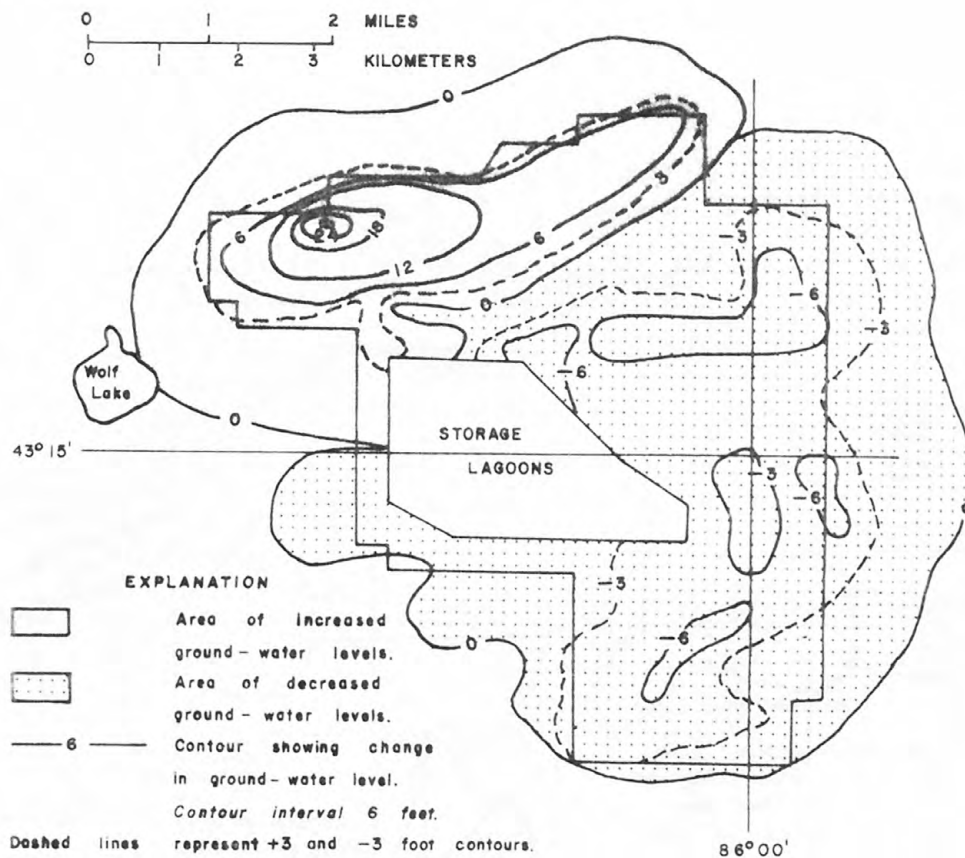 0 1 2 MILES
0 1 2 3 KILOMETERS
0
3
-3
6
24
18
6
12
0
-6
-3
Wolf
Lake
-6
0
STORAGE
LAGOONS
43° 15'
-3
-6
-3
-6
0
EXPLANATION
Area of increased
ground-water levels.
Area of decreased
ground-water levels.
6 Contour showing change
in ground-water level.
Contour interval 6 feet.
Dashed lines represent +3 and -3 foot contours.
86°00'